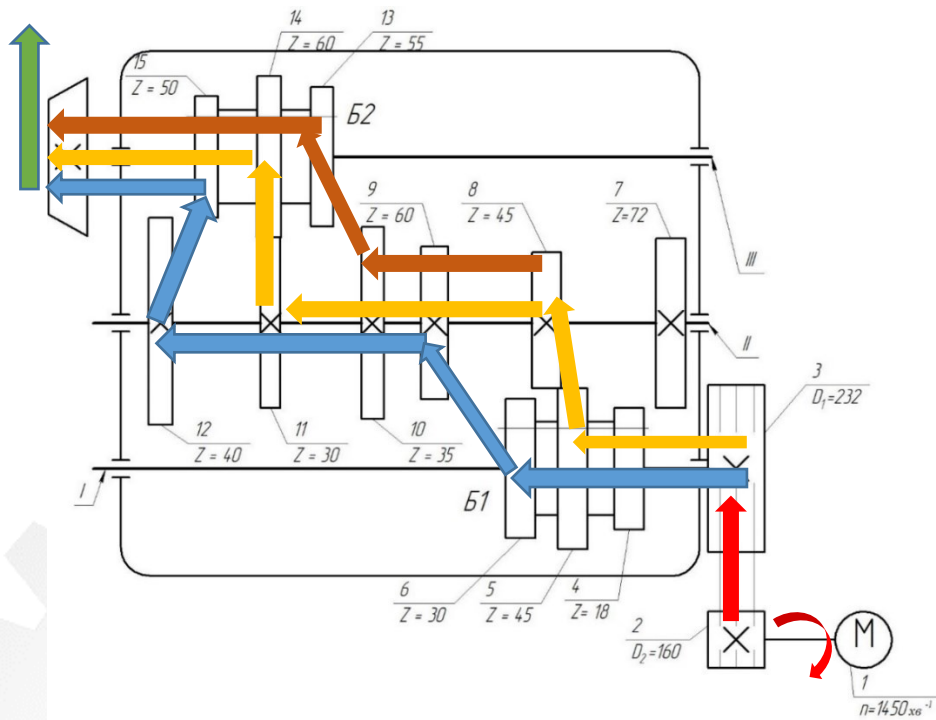 14
Z = 60
13
Z = 55
15
Z = 50
Б2
9
Z = 60
8
Z = 45
7
Z=72
III
II
3
D₁=232
12
Z = 40
11
Z = 30
10
Z = 35
I
Б1
6
Z = 30
5
Z = 45
4
Z= 18
2
D₂=160
M
1
n=1450хв⁻¹